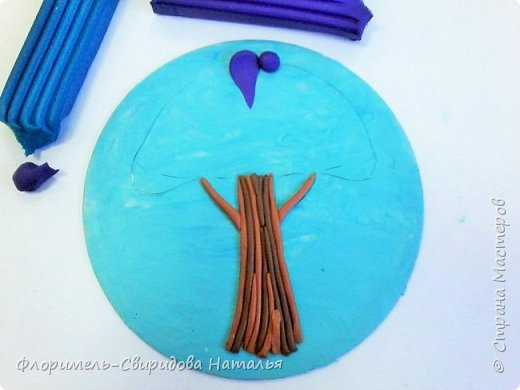 © Страна Мастеров
Флоримель-Свиридова Наталья